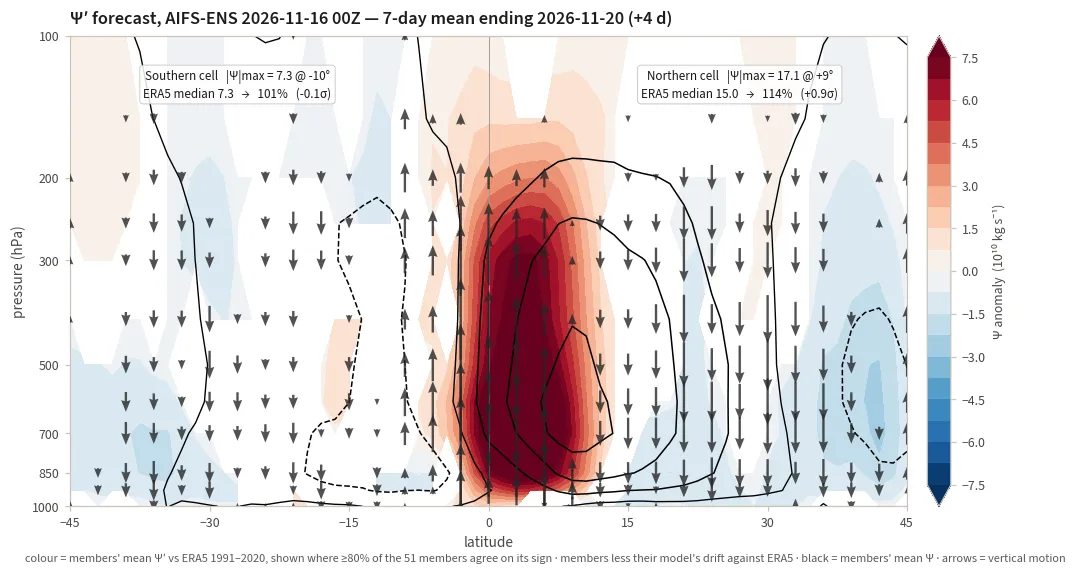 Ψ′ forecast, AIFS-ENS 2026-11-16 00Z — 7-day mean ending 2026-11-20 (+4 d)
Southern cell |Ψ|max = 7.3 @ -10°
ERA5 median 7.3 → 101% (-0.1σ)
Northern cell |Ψ|max = 17.1 @ +9°
ERA5 median 15.0 → 114% (+0.9σ)
100
200
300
400
500
700
850
1000
pressure (hPa)
−45
−30
−15
0
15
30
45
latitude
7.5
6.0
4.5
3.0
1.5
0.0
−1.5
−3.0
−4.5
−6.0
−7.5
Ψ anomaly (10¹⁰ kg s⁻¹)
colour = members' mean Ψ′ vs ERA5 1991–2020, shown where ≥80% of the 51 members agree on its sign · members less their model's drift against ERA5 · black = members' mean Ψ · arrows = vertical motion